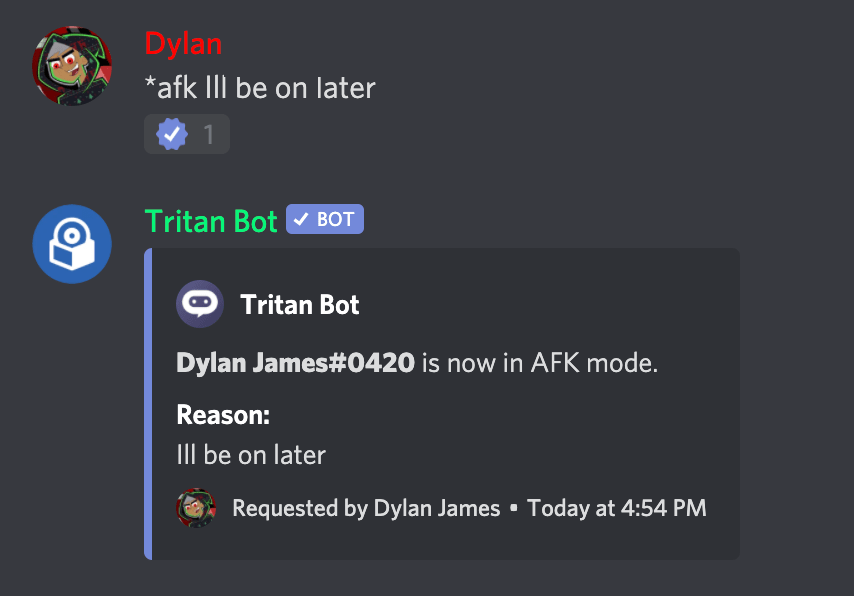 Dylan
*afk Ill be on later
1
Tritan Bot BOT
Tritan Bot
Dylan James#0420 is now in AFK mode.
Reason:
Ill be on later
Requested by Dylan James • Today at 4:54 PM